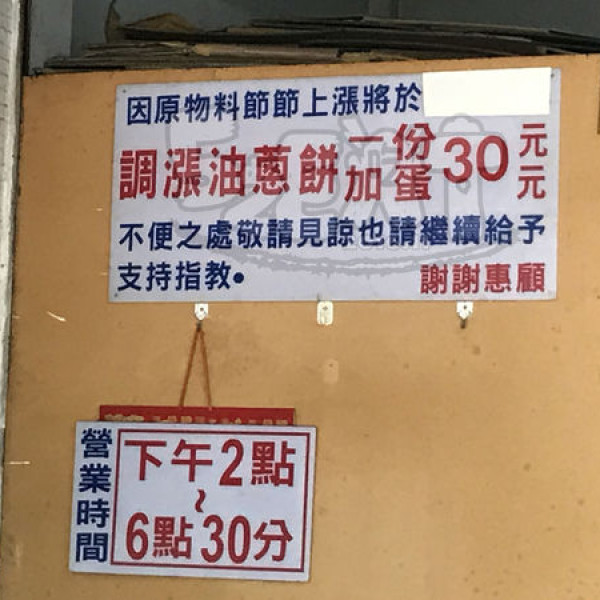 因原物料節節上漲將於
調漲油蔥餅一份30元
加蛋 元
不便之處敬請見諒也請繼續給予
支持指教•
謝謝惠顧
營業時間
下午2點
~
6點30分